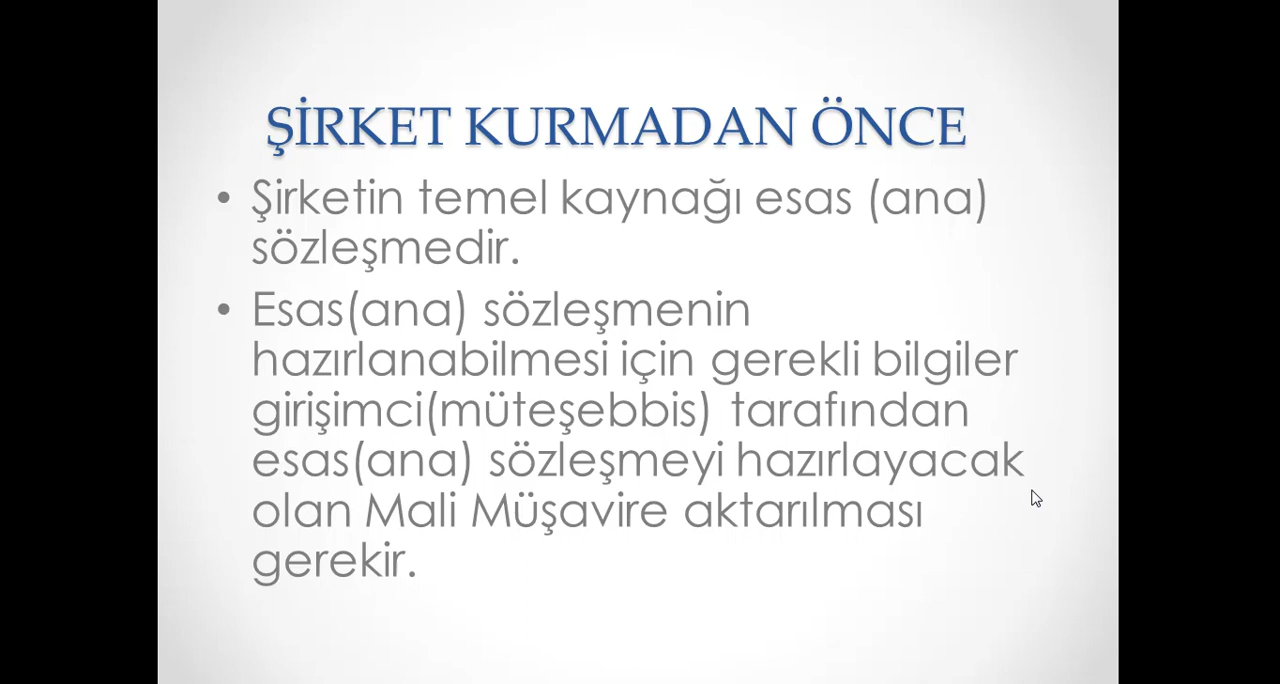 ŞİRKET KURMADAN ÖNCE
• Şirketin temel kaynağı esas (ana)
sözleşmedir.
• Esas(ana) sözleşmenin
hazırlanabilmesi için gerekli bilgiler
girişimci(müteşebbis) tarafından
esas(ana) sözleşmeyi hazırlayacak
olan Mali Müşavire aktarılması
gerekir.